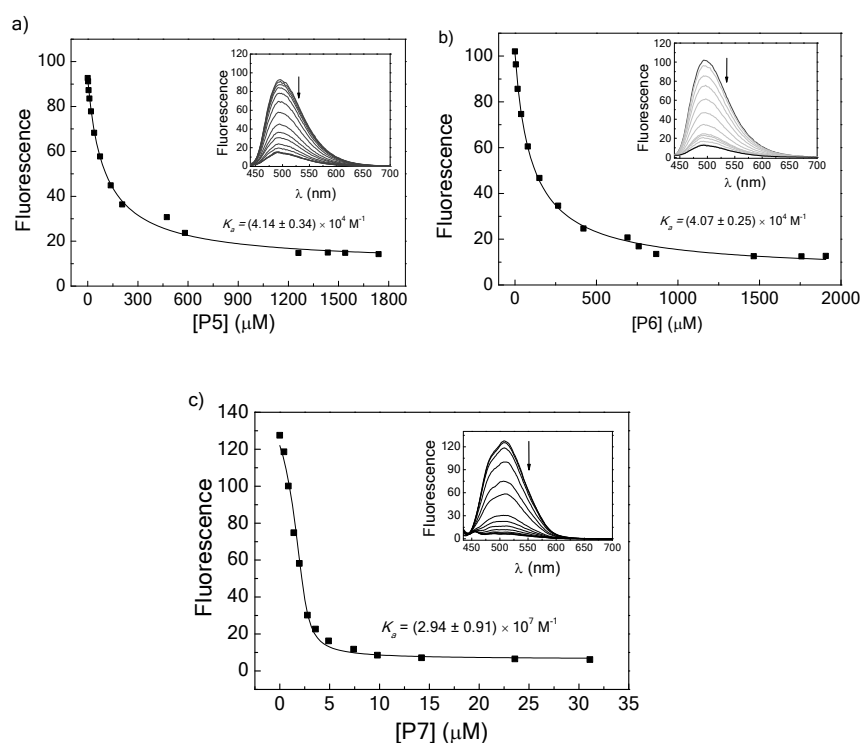 a)
100
80
60
40
20
0
Fluorescence
0 300 600 900 1200 1500 1800
[P5] (μM)
K_a = (4.14 ± 0.34) × 10⁴ M⁻¹
120
100
80
60
40
20
0
Fluorescence
450 500 550 600 650 700
λ (nm)
b)
120
100
80
60
40
20
0
Fluorescence
0 500 1000 1500 2000
[P6] (μM)
K_a = (4.07 ± 0.25) × 10⁴ M⁻¹
120
100
80
60
40
20
0
Fluorescence
450 500 550 600 650 700
λ (nm)
c)
140
120
100
80
60
40
20
0
Fluorescence
0 5 10 15 20 25 30 35
[P7] (μM)
K_a = (2.94 ± 0.91) × 10⁷ M⁻¹
120
90
60
30
0
Fluorescence
450 500 550 600 650 700
λ (nm)